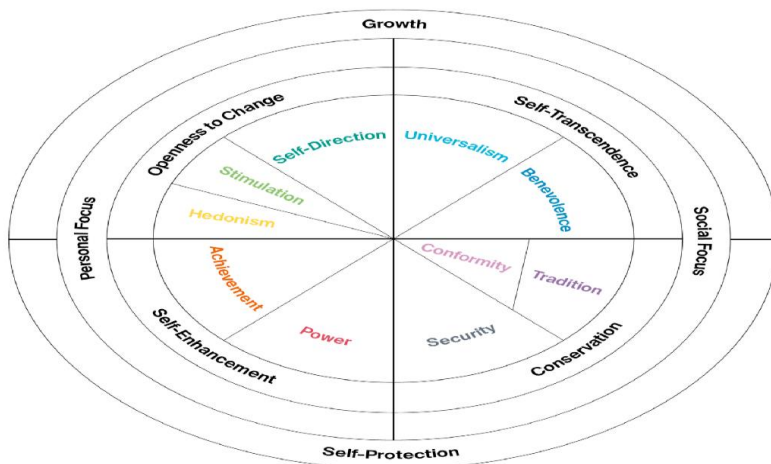 Growth
Openness to Change
Self-Transcendence
Self-Direction
Universalism
Stimulation
Benevolence
Hedonism
Personal Focus
Social Focus
Achievement
Conformity
Tradition
Power
Security
Self-Enhancement
Conservation
Self-Protection